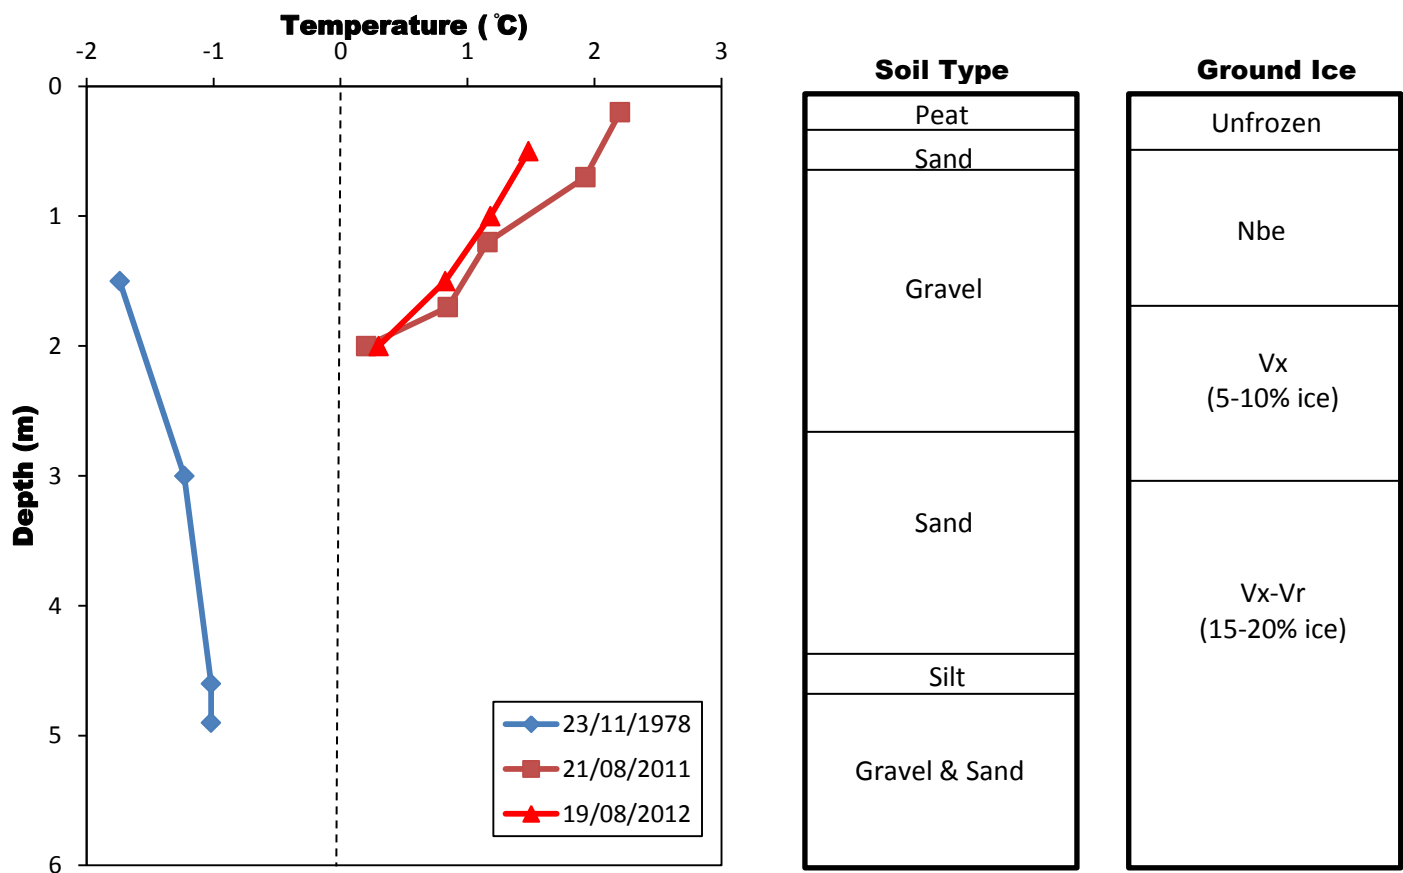 Temperature (°C)
-2 -1 0 1 2 3
0
1
2
3
4
5
6
Depth (m)
23/11/1978
21/08/2011
19/08/2012
Soil Type
Peat
Sand
Gravel
Sand
Silt
Gravel & Sand
Ground Ice
Unfrozen
Nbe
Vx
(5-10% ice)
Vx-Vr
(15-20% ice)